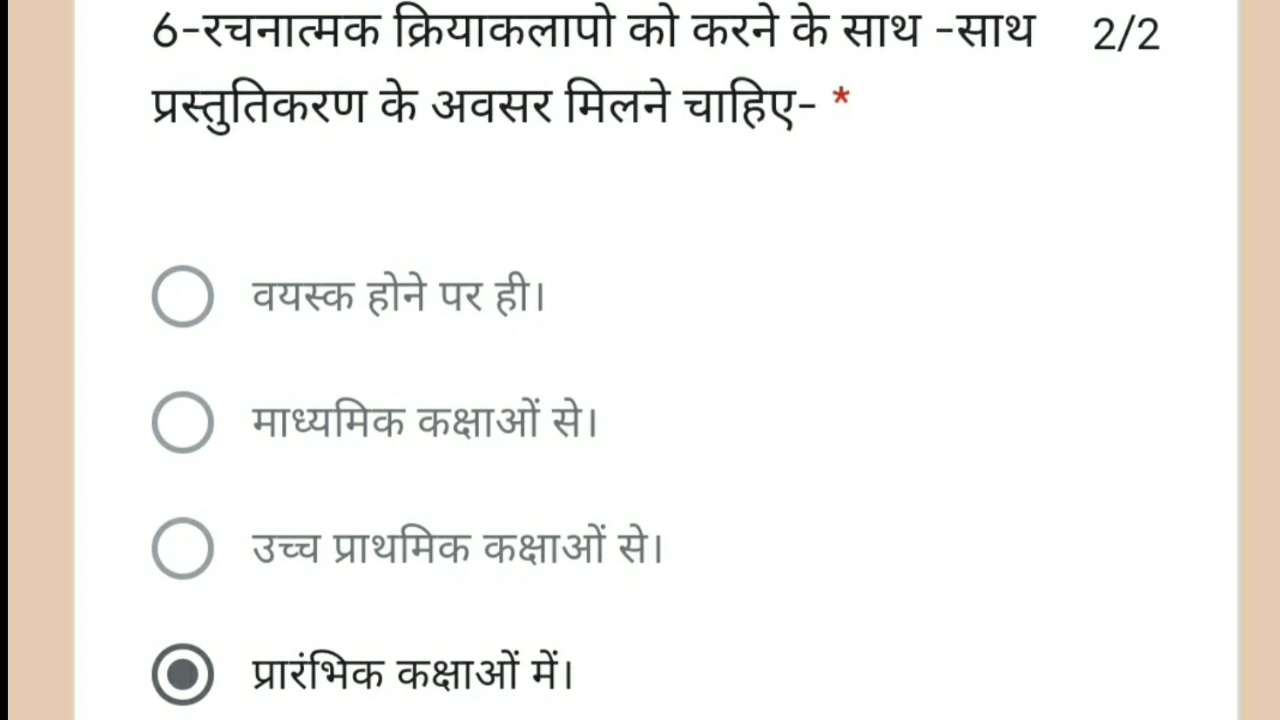 6-रचनात्मक क्रियाकलापो को करने के साथ -साथ 2/2
प्रस्तुतिकरण के अवसर मिलने चाहिए- *
वयस्क होने पर ही।
माध्यमिक कक्षाओं से।
उच्च प्राथमिक कक्षाओं से।
प्रारंभिक कक्षाओं में।